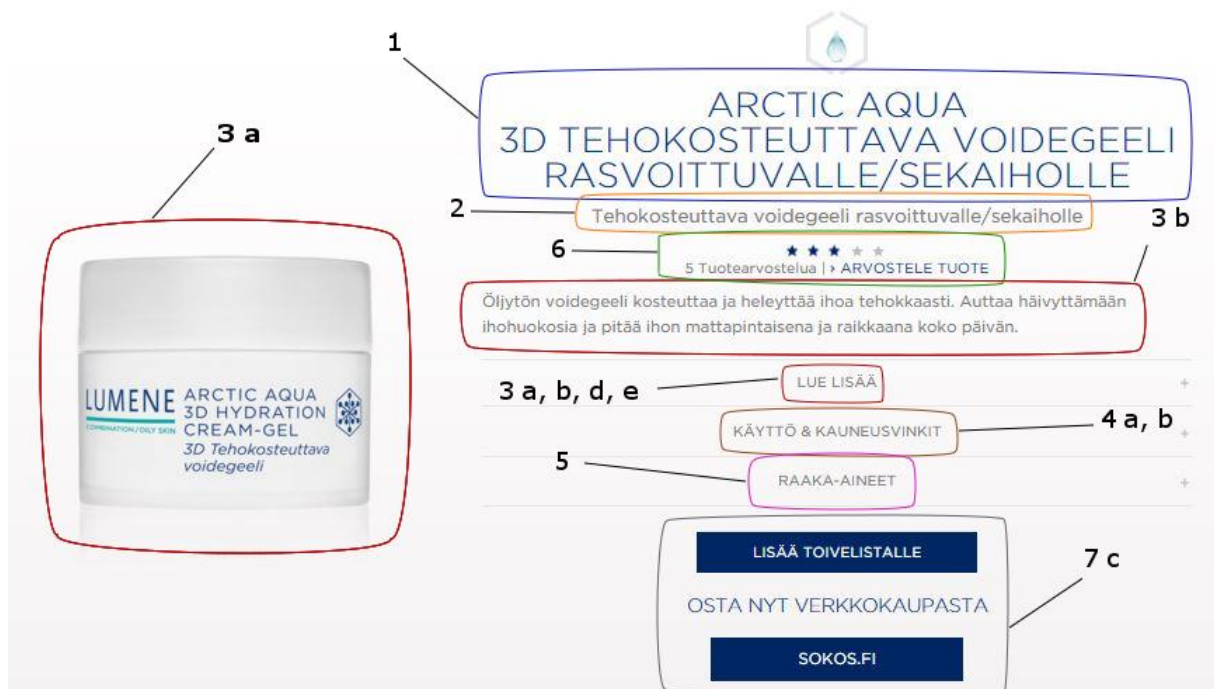 1
ARCTIC AQUA
3D TEHOKOSTEUTTAVA VOIDEGEELI
RASVOITTUVALLE/SEKAIHOLLE
3 a
2
Tehokosteuttava voidegeeli rasvoittuvalle/sekaiholle
3 b
6
5 Tuotearvostelua | › ARVOSTELE TUOTE
Öljytön voidegeeli kosteuttaa ja heleyttää ihoa tehokkaasti. Auttaa häivyttämään
ihohuokosia ja pitää ihon mattapintaisena ja raikkaana koko päivän.
LUMENE
COMBINATION/OILY SKIN
ARCTIC AQUA
3D HYDRATION
CREAM-GEL
3D Tehokosteuttava
voidegeeli
3 a, b, d, e
LUE LISÄÄ
+
KÄYTTÖ & KAUNEUSVINKIT
4 a, b
+
5
RAAKA-AINEET
+
LISÄÄ TOIVELISTALLE
7 c
OSTA NYT VERKKOKAUPASTA
SOKOS.FI